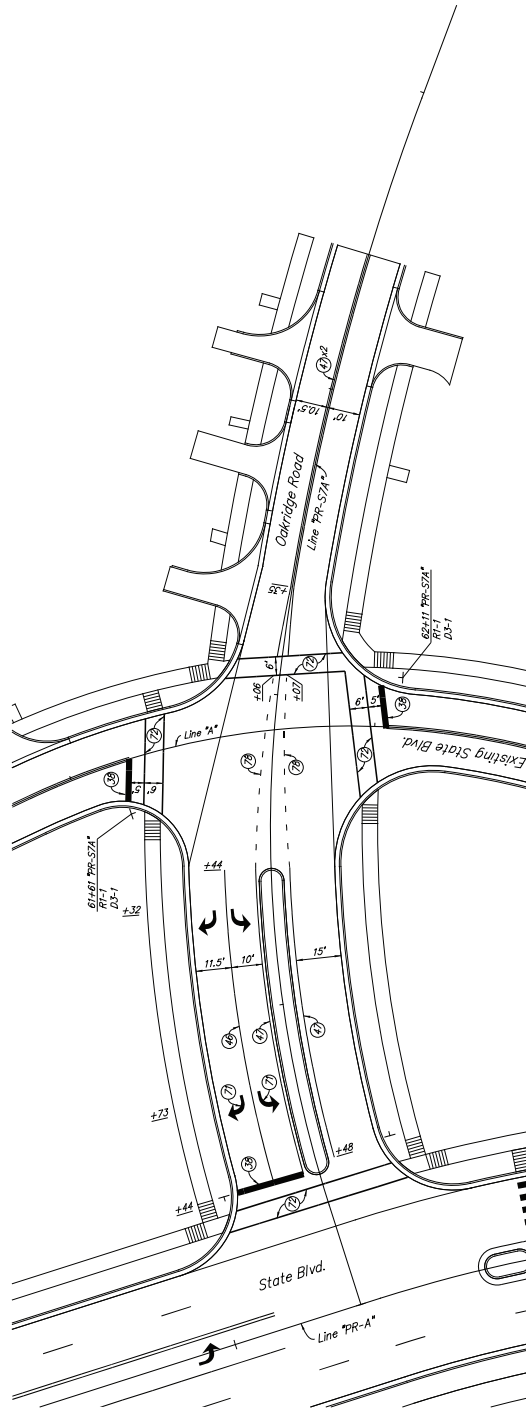 47 x2
10.5'
10'
Oakridge Road
Line "PR-S7A"
+35
62+11 "PR-S7A"
R1-1
D3-1
6'
72
+06
+07
6'
5'
38
72
Line "A"
72
38
6'
5'
78
78
72
Existing State Blvd.
61+61 "PR-S7A"
R1-1
D3-1
+32
+44
11.5'
10'
15'
46
47
47
71
71
+73
38
+48
+44
72
State Blvd.
Line "PR-A"